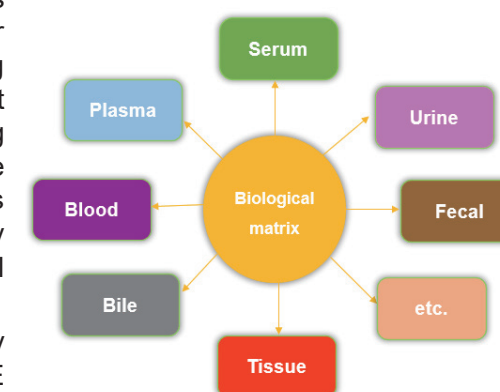 Serum
Plasma
Urine
Biological
matrix
Blood
Fecal
Bile
etc.
Tissue